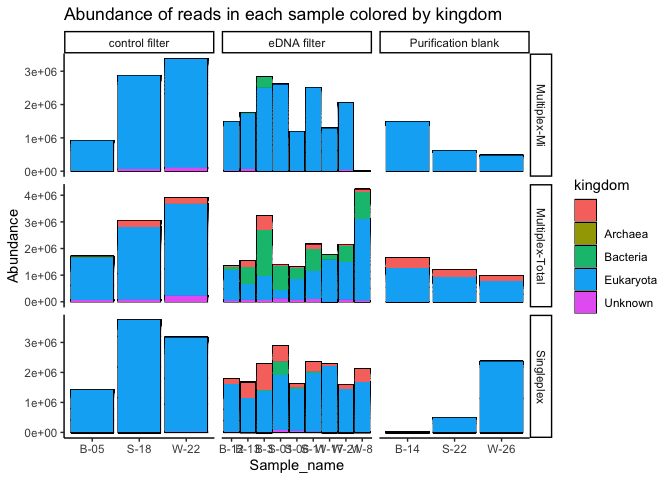 Abundance of reads in each sample colored by kingdom
control filter
eDNA filter
Purification blank
3e+06
2e+06
1e+06
0e+00
Multiplex-Mi
4e+06
3e+06
2e+06
1e+06
0e+00
Multiplex-Total
3e+06
2e+06
1e+06
0e+00
Singleplex
Abundance
B-05
S-18
W-22
W-8
B-14
S-22
W-26
Sample_name
kingdom
Archaea
Bacteria
Eukaryota
Unknown